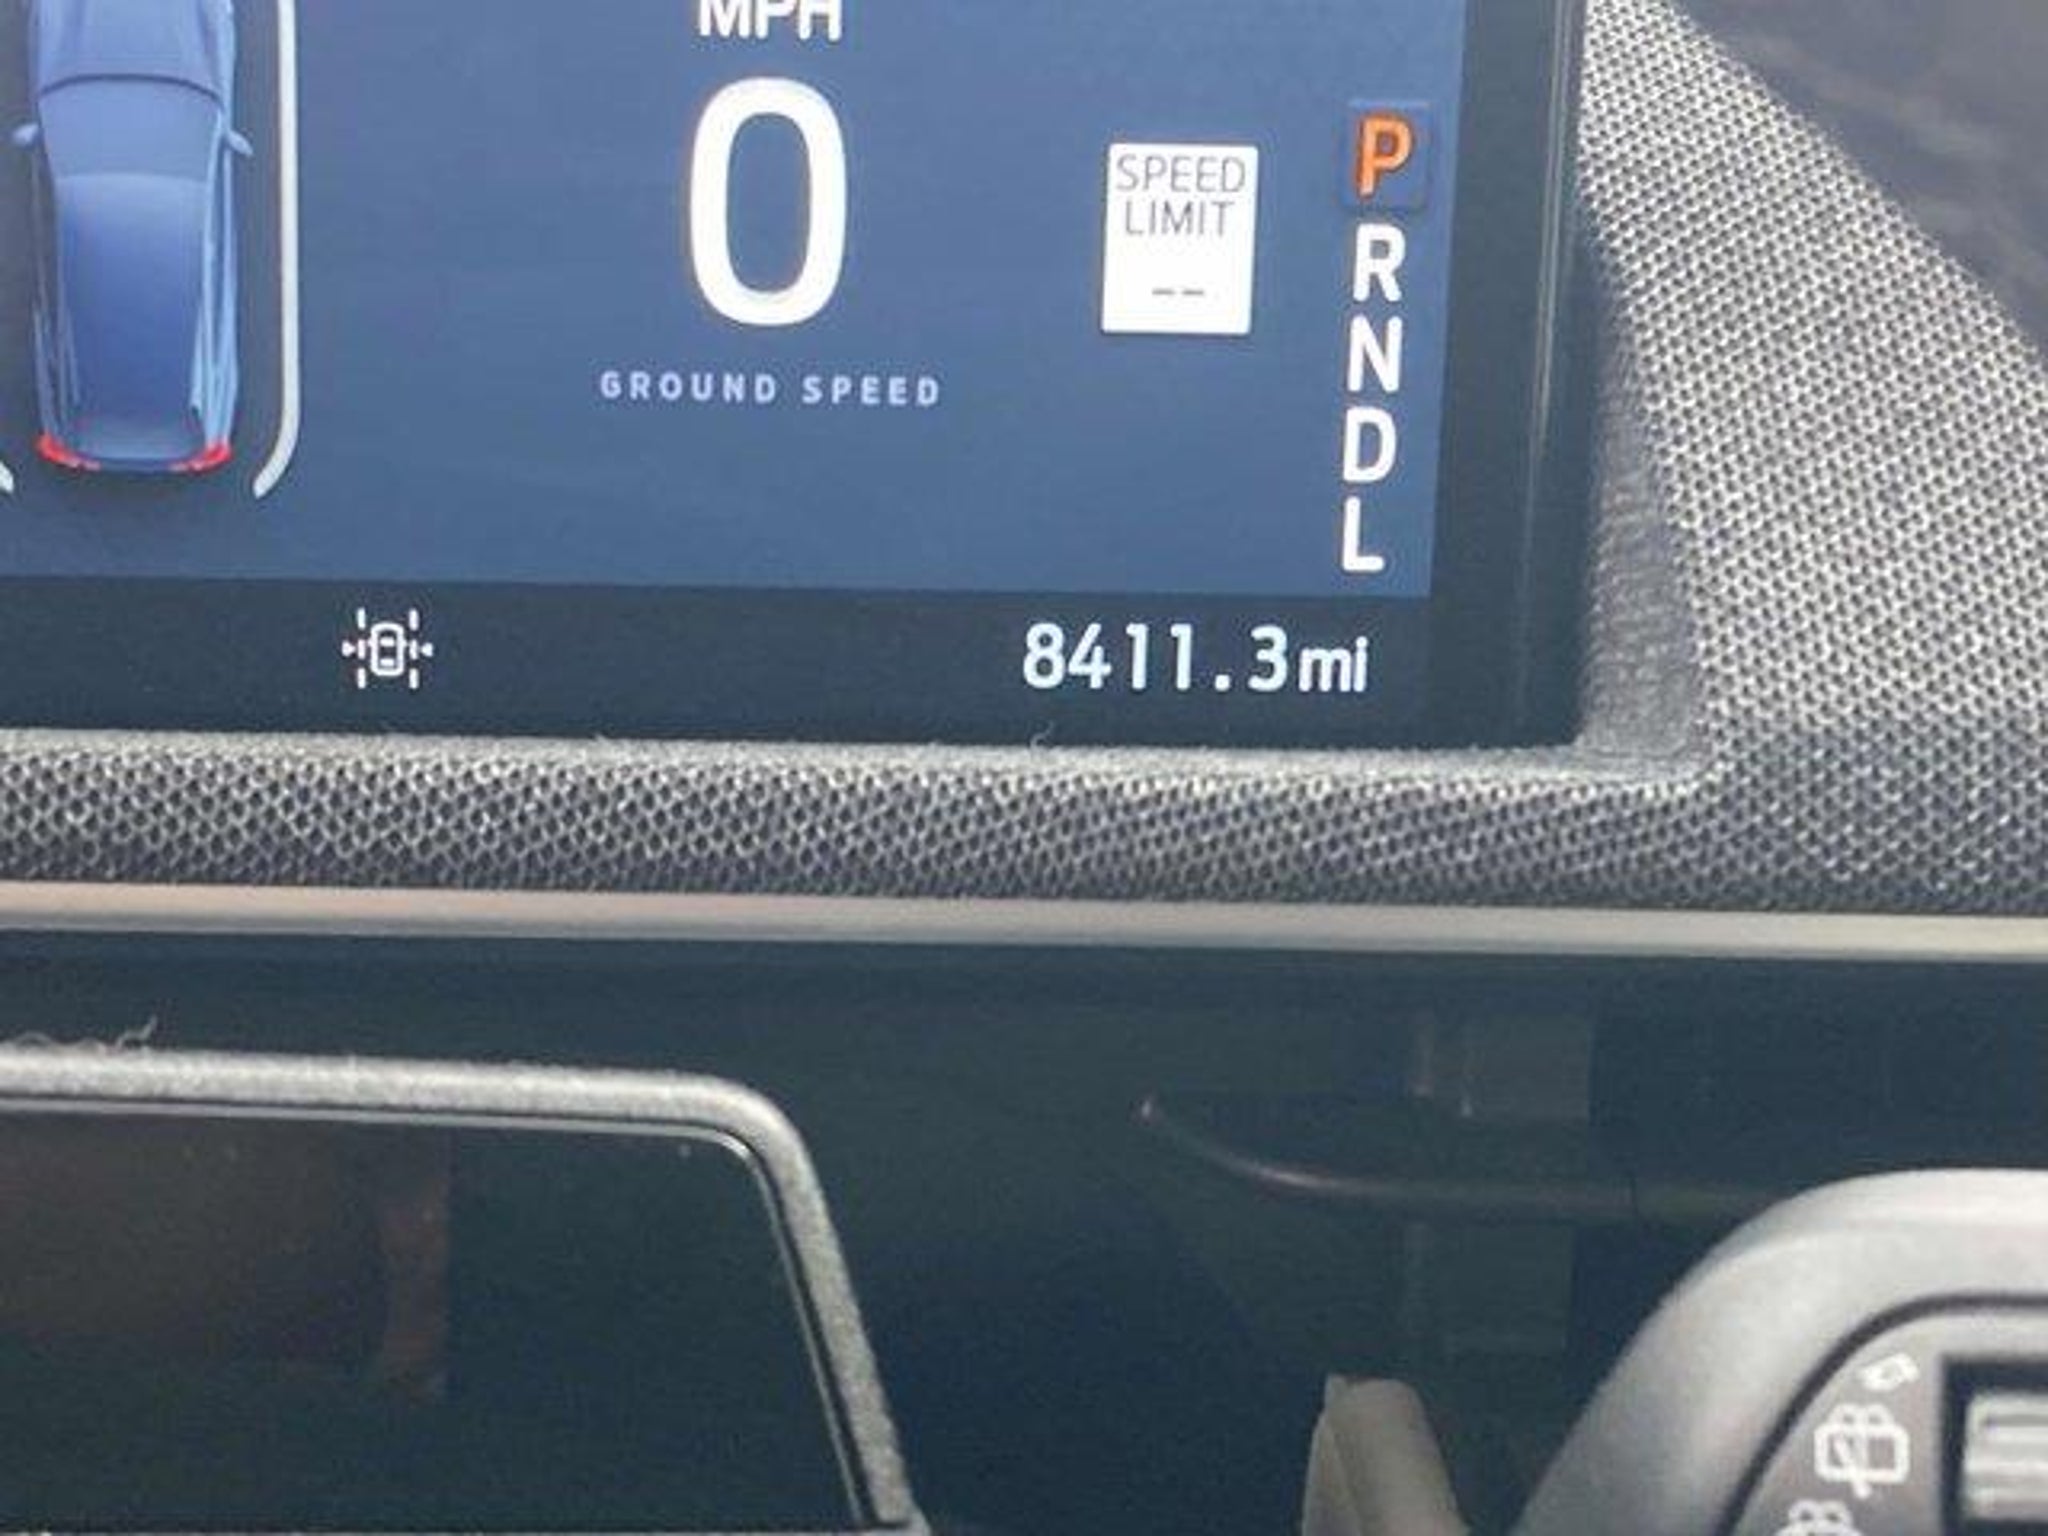 MPH
0
GROUND SPEED
SPEED
LIMIT
--
P
R
N
D
L
8411.3mi